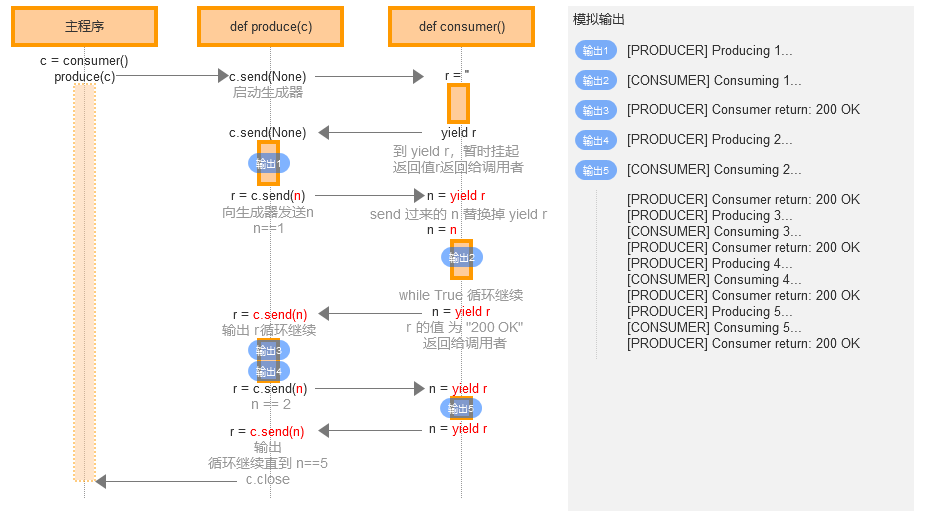 主程序
def produce(c)
def consumer()
c = consumer()
produce(c)
c.send(None)
r = ''
启动生成器
c.send(None)
yield r
输出1
到 yield r，暂时挂起
返回值r返回给调用者
r = c.send(n)
n = yield r
向生成器发送n
send 过来的 n 替换掉 yield r
n==1
n = n
输出2
while True 循环继续
r = c.send(n)
n = yield r
输出 r循环继续
r 的值 为 "200 OK"
返回给调用者
输出3
输出4
r = c.send(n)
n = yield r
n == 2
输出5
r = c.send(n)
n = yield r
输出
循环继续直到 n==5
c.close
模拟输出
输出1 [PRODUCER] Producing 1...
输出2 [CONSUMER] Consuming 1...
输出3 [PRODUCER] Consumer return: 200 OK
输出4 [PRODUCER] Producing 2...
输出5 [CONSUMER] Consuming 2...
[PRODUCER] Consumer return: 200 OK
[PRODUCER] Producing 3...
[CONSUMER] Consuming 3...
[PRODUCER] Consumer return: 200 OK
[PRODUCER] Producing 4...
[CONSUMER] Consuming 4...
[PRODUCER] Consumer return: 200 OK
[PRODUCER] Producing 5...
[CONSUMER] Consuming 5...
[PRODUCER] Consumer return: 200 OK